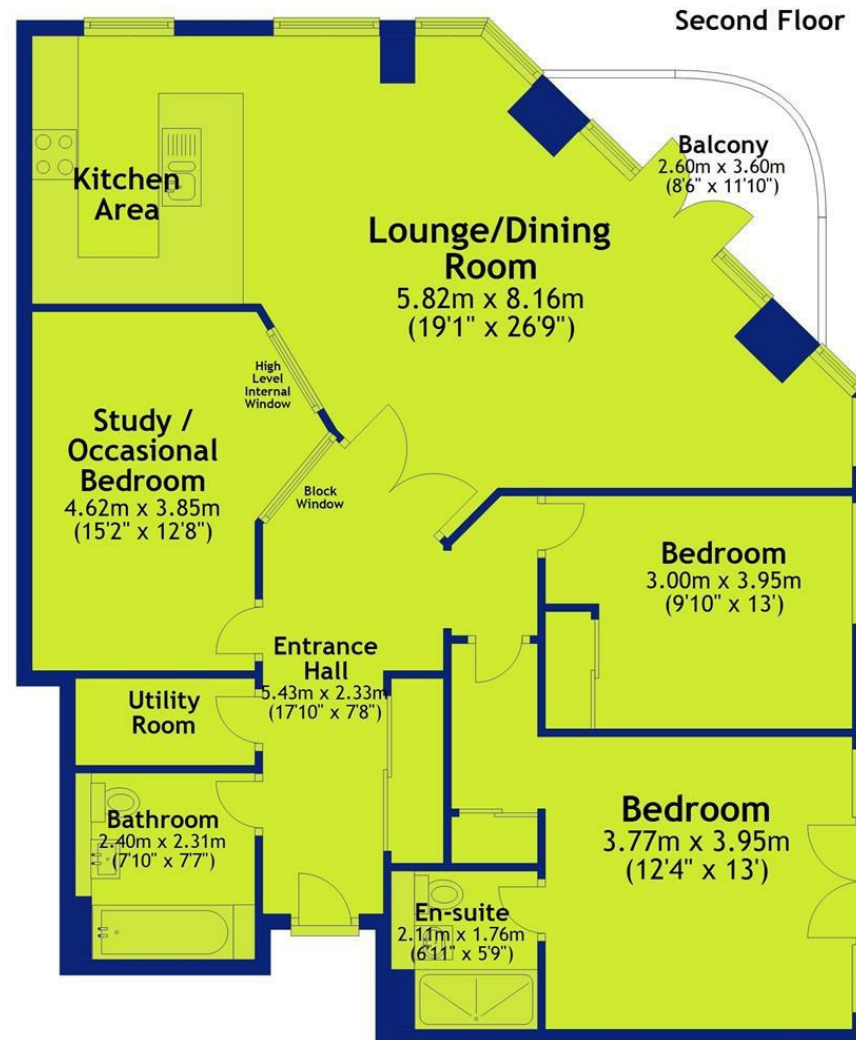 Second Floor
Balcony
2.60m x 3.60m
(8'6" x 11'10")
Kitchen
Area
Lounge/Dining
Room
5.82m x 8.16m
(19'1" x 26'9")
High
Level
Internal
Window
Study /
Occasional
Bedroom
4.62m x 3.85m
(15'2" x 12'8")
Block
Window
Bedroom
3.00m x 3.95m
(9'10" x 13')
Entrance
Hall
5.43m x 2.33m
(17'10" x 7'8")
Utility
Room
Bathroom
2.40m x 2.31m
(7'10" x 7'7")
Bedroom
3.77m x 3.95m
(12'4" x 13')
En-suite
2.11m x 1.76m
(6'11" x 5'9")